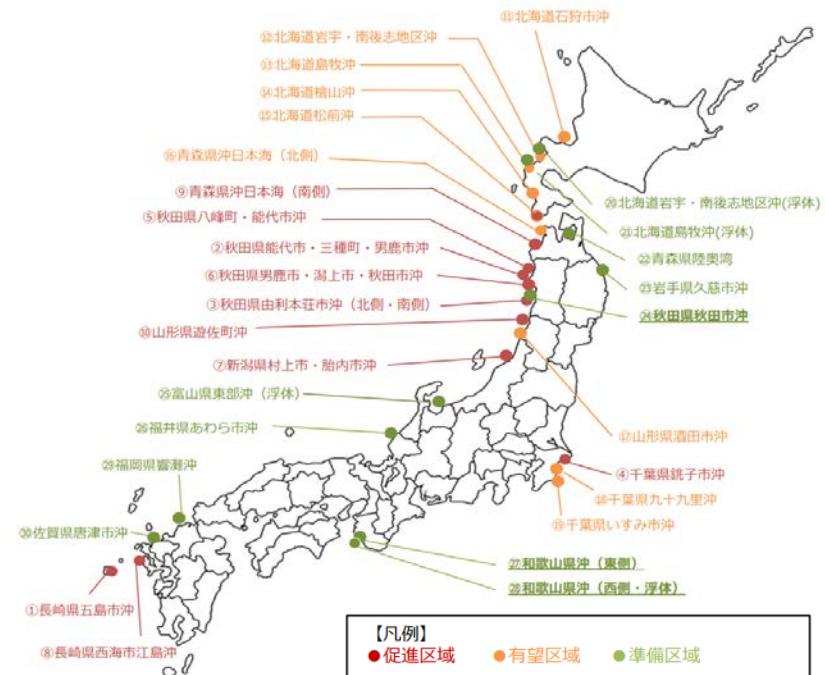 ⑪北海道石狩市沖
⑫北海道岩宇・南後志地区沖
⑬北海道島牧沖
⑭北海道檜山沖
⑮北海道松前沖
⑯青森県沖日本海（北側）
⑨青森県沖日本海（南側）
⑤秋田県八峰町・能代市沖
②秋田県能代市・三種町・男鹿市沖
⑥秋田県男鹿市・潟上市・秋田市沖
③秋田県由利本荘市沖（北側・南側）
⑩山形県遊佐町沖
⑦新潟県村上市・胎内市沖
㉕富山県東部沖（浮体）
㉖福井県あわら市沖
㉙福岡県響灘沖
㉚佐賀県唐津市沖
①長崎県五島市沖
⑧長崎県西海市江島沖
⑳北海道岩宇・南後志地区沖(浮体)
㉑北海道島牧沖(浮体)
㉒青森県陸奥湾
㉓岩手県久慈市沖
㉔秋田県秋田市沖
⑰山形県酒田市沖
④千葉県銚子市沖
⑱千葉県九十九里沖
⑲千葉県いすみ市沖
㉗和歌山県沖（東側）
㉘和歌山県沖（西側・浮体）
【凡例】
●促進区域 ●有望区域 ●準備区域